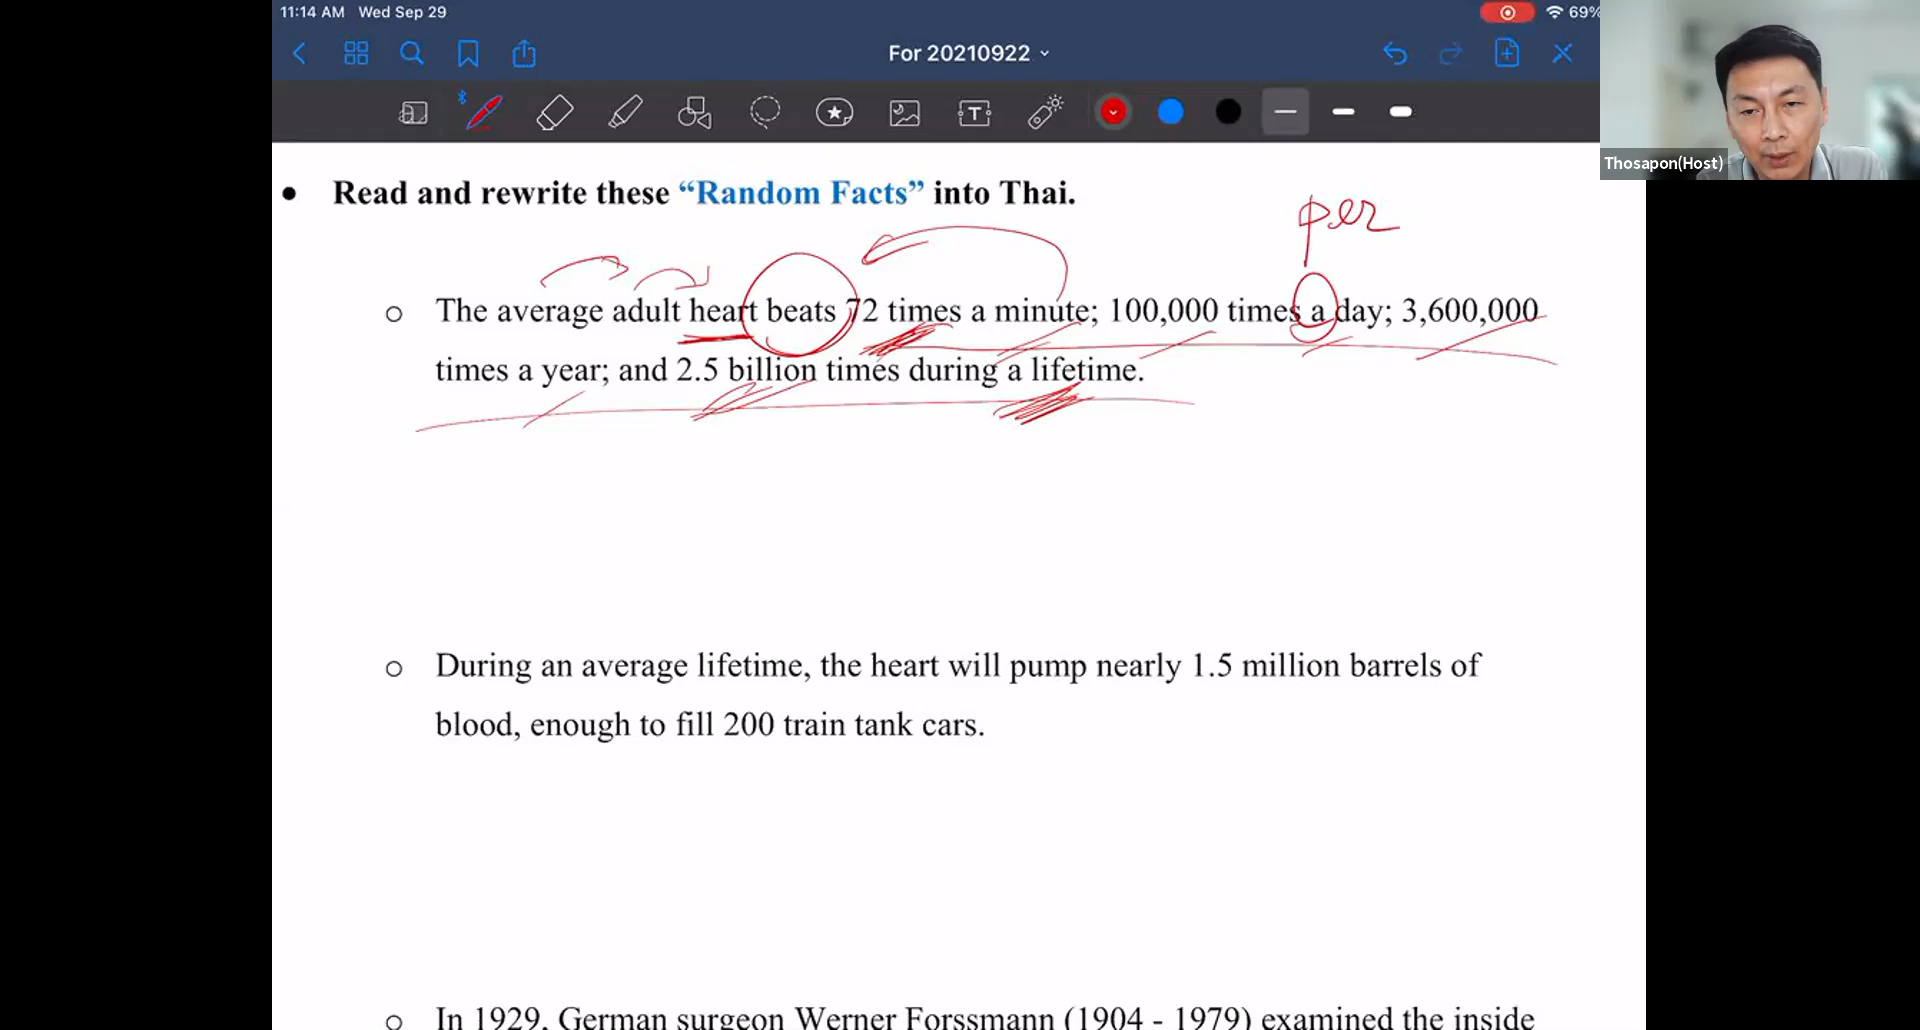 11:14 AM Wed Sep 29
69%
For 20210922
T
Thosapon(Host)
• Read and rewrite these “Random Facts” into Thai.
per
o The average adult heart beats 72 times a minute; 100,000 times a day; 3,600,000
times a year; and 2.5 billion times during a lifetime.
o During an average lifetime, the heart will pump nearly 1.5 million barrels of
blood, enough to fill 200 train tank cars.
o In 1929, German surgeon Werner Forssmann (1904 - 1979) examined the inside